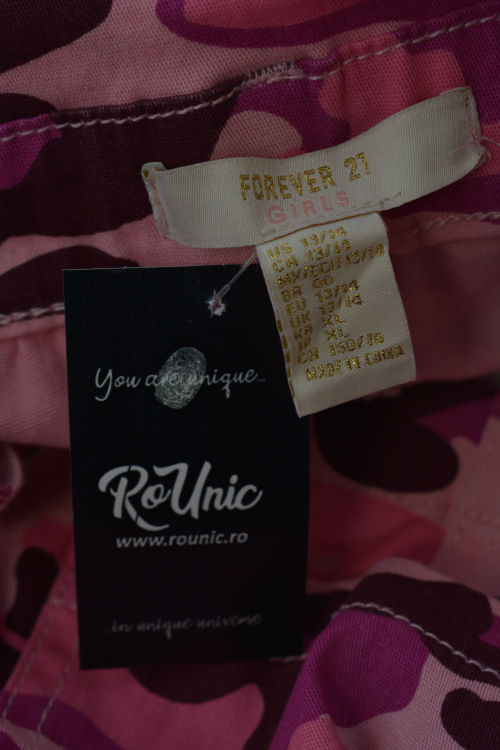 FOREVER 21
GIRLS
US 13/14
CA 13/14
MX/EC/13/14
BR GG
EU 13/14
UK 13/14
KR XL
JP XL
CN 150/76
MADE IN CHINA
You are unique...
RoUnic
www.rounic.ro
...in unique universe